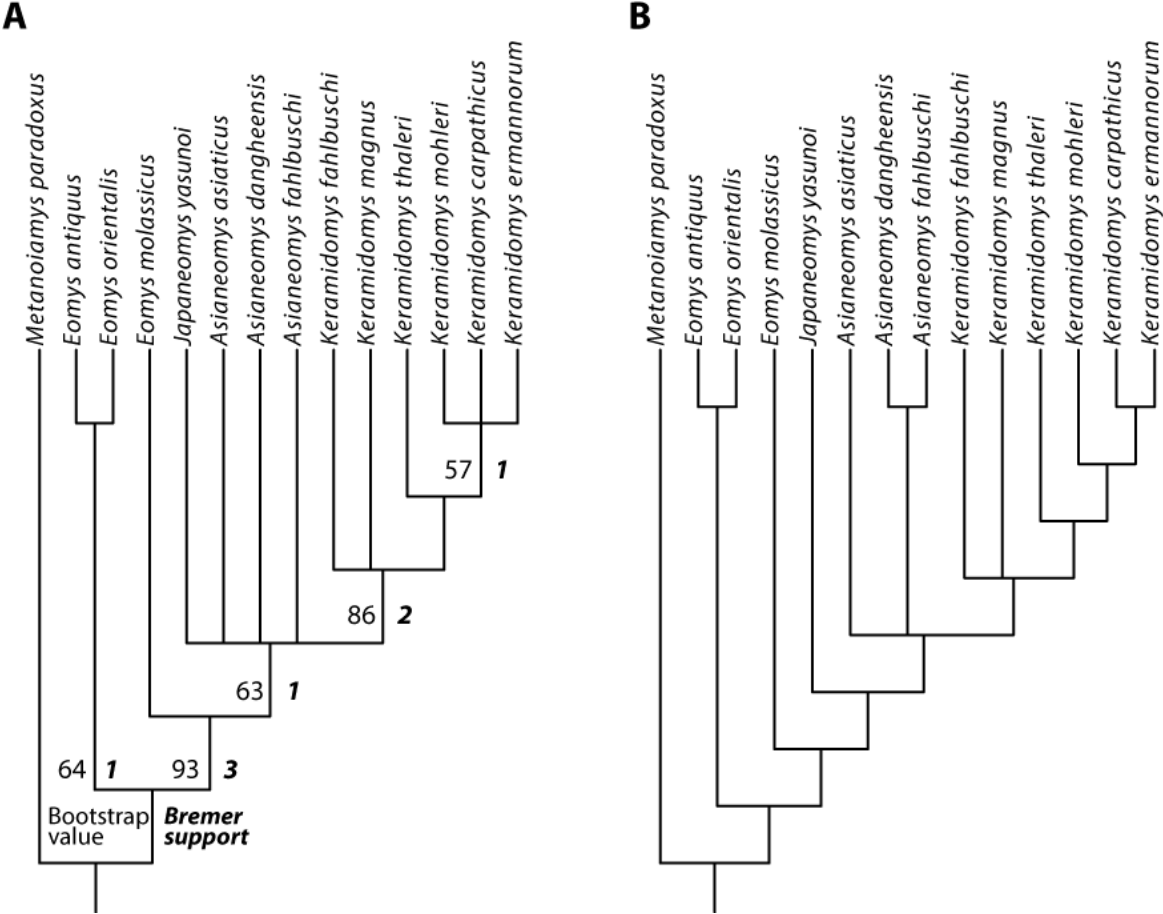 A
Metanoiamys paradoxus
Eomys antiquus
Eomys orientalis
Eomys molassicus
Japaneomys yasunoi
Asianeomys asiaticus
Asianeomys dangheensis
Asianeomys fahlbuschi
Keramidomys fahlbuschi
Keramidomys magnus
Keramidomys thaleri
Keramidomys mohleri
Keramidomys carpathicus
Keramidomys ermannorum
57 1
86 2
63 1
64 1 93 3
Bootstrap
value
Bremer
support
B
Metanoiamys paradoxus
Eomys antiquus
Eomys orientalis
Eomys molassicus
Japaneomys yasunoi
Asianeomys asiaticus
Asianeomys dangheensis
Asianeomys fahlbuschi
Keramidomys fahlbuschi
Keramidomys magnus
Keramidomys thaleri
Keramidomys mohleri
Keramidomys carpathicus
Keramidomys ermannorum